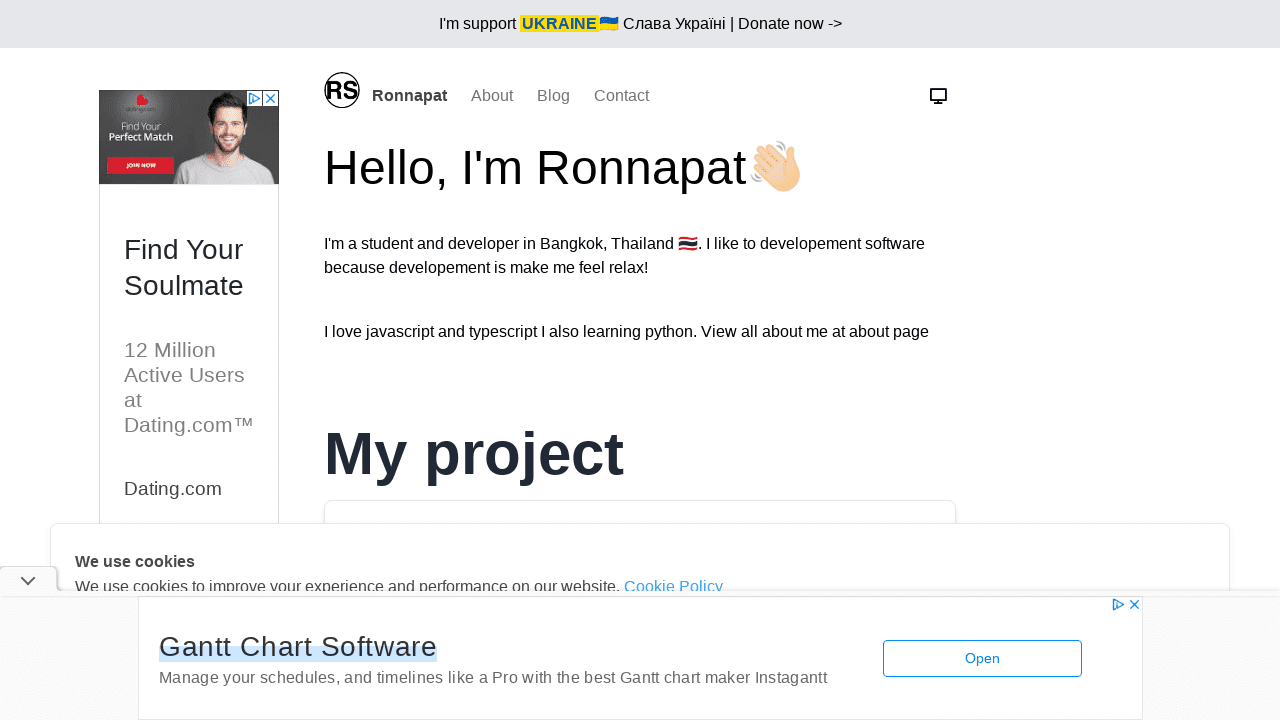 I'm support UKRAINE 🇺🇦 Слава Україні | Donate now ->
RS Ronnapat About Blog Contact
Find Your
Perfect Match
JOIN NOW
Hello, I'm Ronnapat👋🏻
I'm a student and developer in Bangkok, Thailand 🇹🇭. I like to developement software
because developement is make me feel relax!
Find Your
Soulmate
I love javascript and typescript I also learning python. View all about me at about page
12 Million
Active Users
at
Dating.com™
My project
Dating.com
We use cookies
We use cookies to improve your experience and performance on our website. Cookie Policy
Gantt Chart Software
Manage your schedules, and timelines like a Pro with the best Gantt chart maker Instagantt
Open